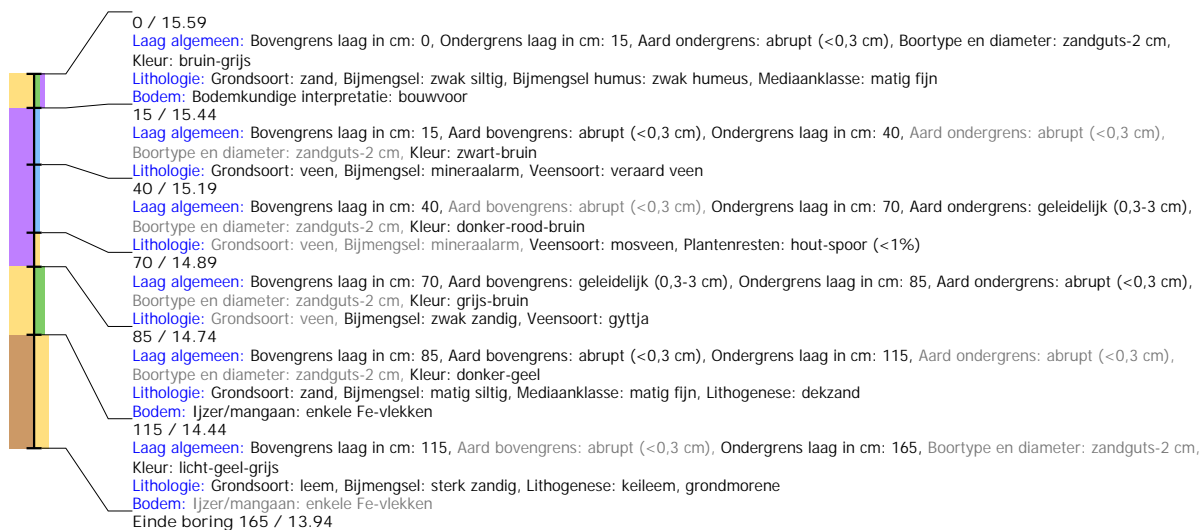 0 / 15.59
Laag algemeen: Bovengrens laag in cm: 0, Ondergrens laag in cm: 15, Aard ondergrens: abrupt (<0,3 cm), Boortype en diameter: zandguts-2 cm,
Kleur: bruin-grijs
Lithologie: Grondsoort: zand, Bijmengsel: zwak siltig, Bijmengsel humus: zwak humeus, Mediaanklasse: matig fijn
Bodem: Bodemkundige interpretatie: bouwvoor
15 / 15.44
Laag algemeen: Bovengrens laag in cm: 15, Aard bovengrens: abrupt (<0,3 cm), Ondergrens laag in cm: 40, Aard ondergrens: abrupt (<0,3 cm),
Boortype en diameter: zandguts-2 cm, Kleur: zwart-bruin
Lithologie: Grondsoort: veen, Bijmengsel: mineraalarm, Veensoort: veraard veen
40 / 15.19
Laag algemeen: Bovengrens laag in cm: 40, Aard bovengrens: abrupt (<0,3 cm), Ondergrens laag in cm: 70, Aard ondergrens: geleidelijk (0,3-3 cm),
Boortype en diameter: zandguts-2 cm, Kleur: donker-rood-bruin
Lithologie: Grondsoort: veen, Bijmengsel: mineraalarm, Veensoort: mosveen, Plantenresten: hout-spoor (<1%)
70 / 14.89
Laag algemeen: Bovengrens laag in cm: 70, Aard bovengrens: geleidelijk (0,3-3 cm), Ondergrens laag in cm: 85, Aard ondergrens: abrupt (<0,3 cm),
Boortype en diameter: zandguts-2 cm, Kleur: grijs-bruin
Lithologie: Grondsoort: veen, Bijmengsel: zwak zandig, Veensoort: gyttja
85 / 14.74
Laag algemeen: Bovengrens laag in cm: 85, Aard bovengrens: abrupt (<0,3 cm), Ondergrens laag in cm: 115, Aard ondergrens: abrupt (<0,3 cm),
Boortype en diameter: zandguts-2 cm, Kleur: donker-geel
Lithologie: Grondsoort: zand, Bijmengsel: matig siltig, Mediaanklasse: matig fijn, Lithogenese: dekzand
Bodem: Ijzer/mangaan: enkele Fe-vlekken
115 / 14.44
Laag algemeen: Bovengrens laag in cm: 115, Aard bovengrens: abrupt (<0,3 cm), Ondergrens laag in cm: 165, Boortype en diameter: zandguts-2 cm,
Kleur: licht-geel-grijs
Lithologie: Grondsoort: leem, Bijmengsel: sterk zandig, Lithogenese: keileem, grondmorene
Bodem: Ijzer/mangaan: enkele Fe-vlekken
Einde boring 165 / 13.94